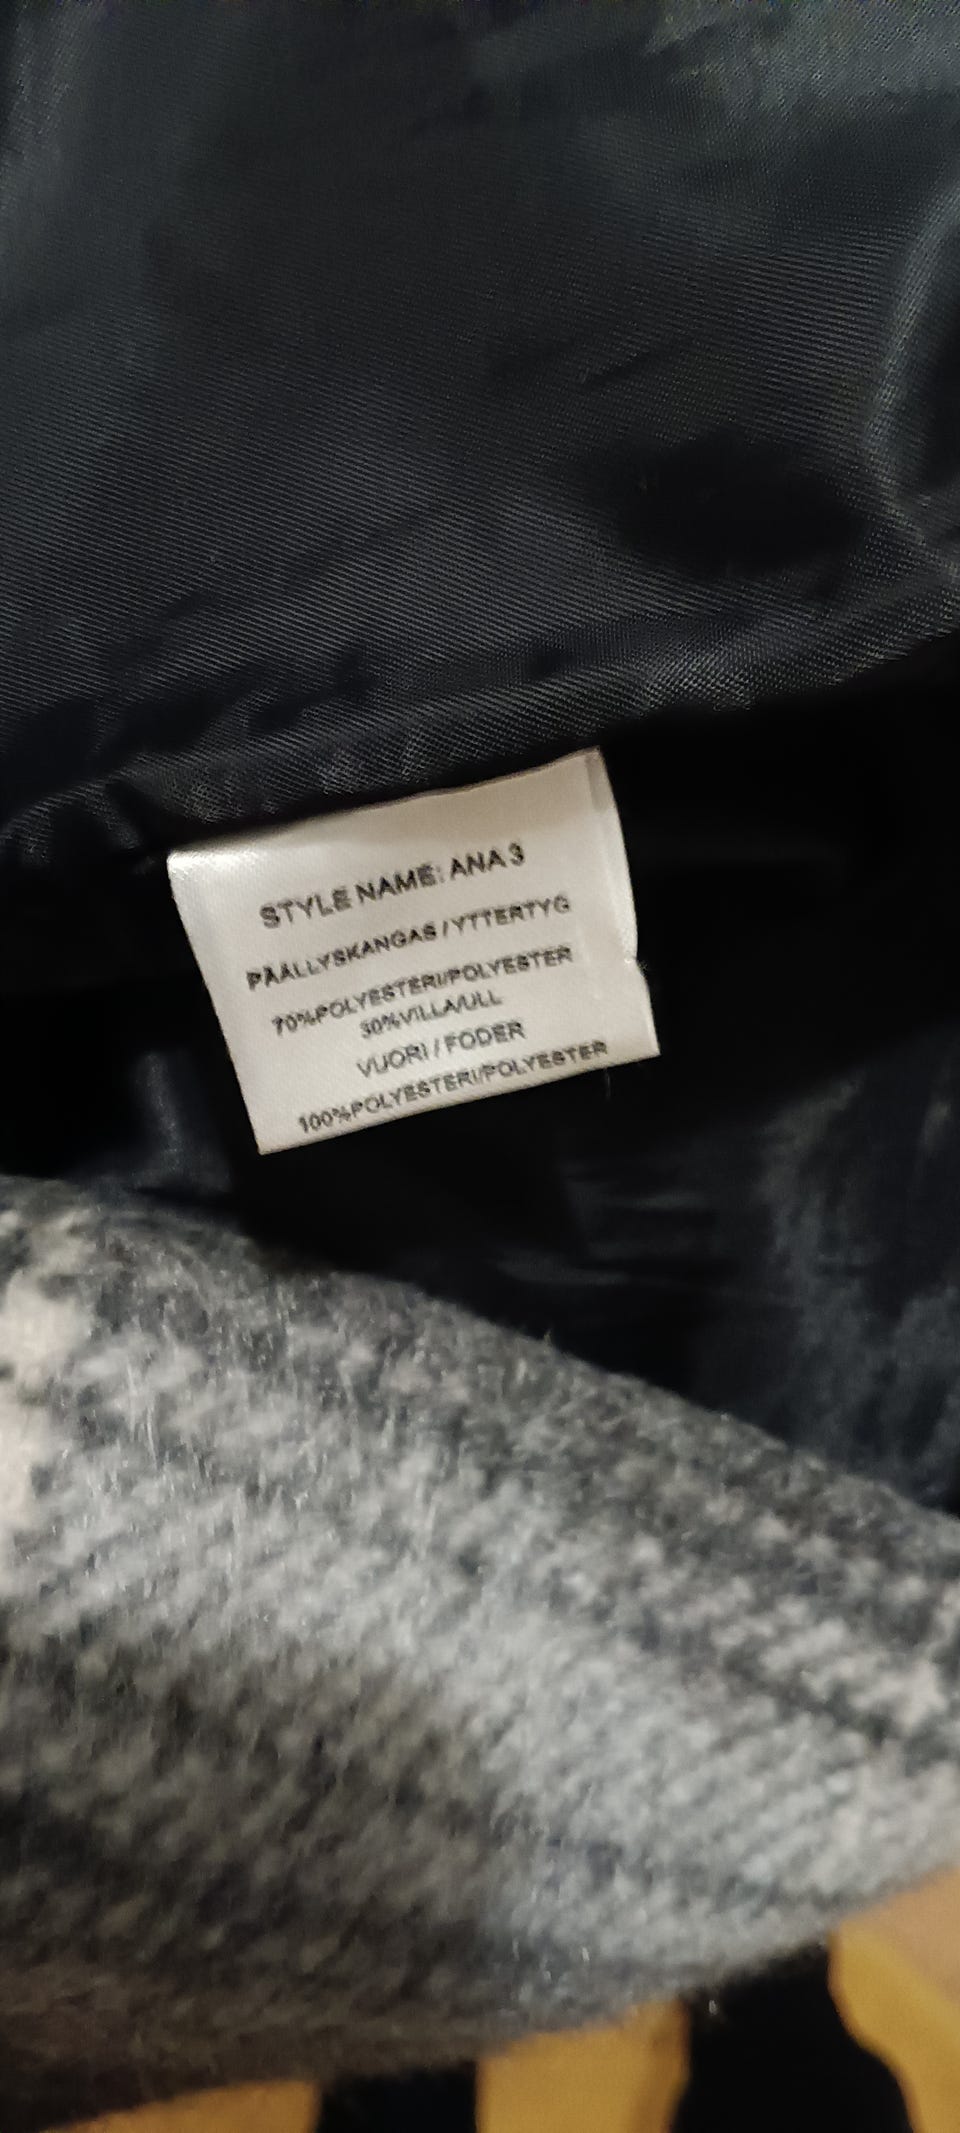 STYLE NAME: ANA 3
PÄÄLLYSKANGAS / YTTERTYG
70%POLYESTERI/POLYESTER
30%VILLA/ULL
VUORI / FODER
100%POLYESTERI/POLYESTER